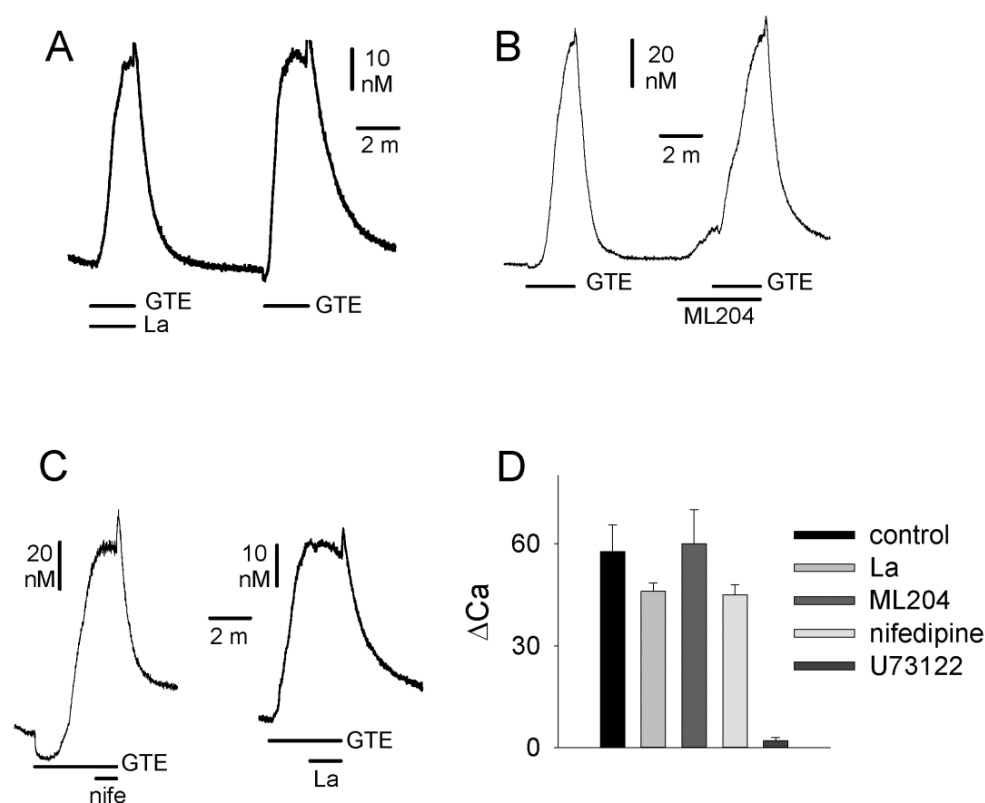 A
10
nM
2 m
GTE
GTE
La
B
20
nM
2 m
GTE
GTE
ML204
C
20
nM
2 m
GTE
nife
10
nM
GTE
La
D
ΔCa
60
30
0
control
La
ML204
nifedipine
U73122